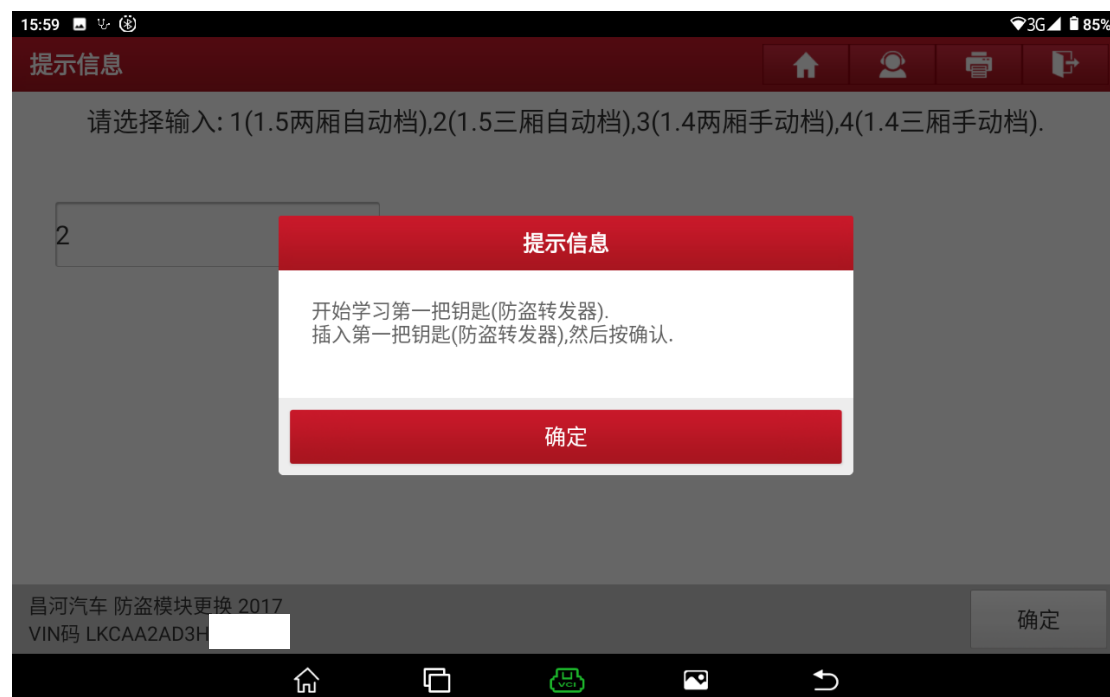 15:59
3G 85%
提示信息
请选择输入: 1(1.5两厢自动档),2(1.5三厢自动档),3(1.4两厢手动档),4(1.4三厢手动档).
2
提示信息
开始学习第一把钥匙(防盗转发器).
插入第一把钥匙(防盗转发器),然后按确认.
确定
昌河汽车 防盗模块更换 2017
VIN码 LKCAA2AD3H
确定
VCI